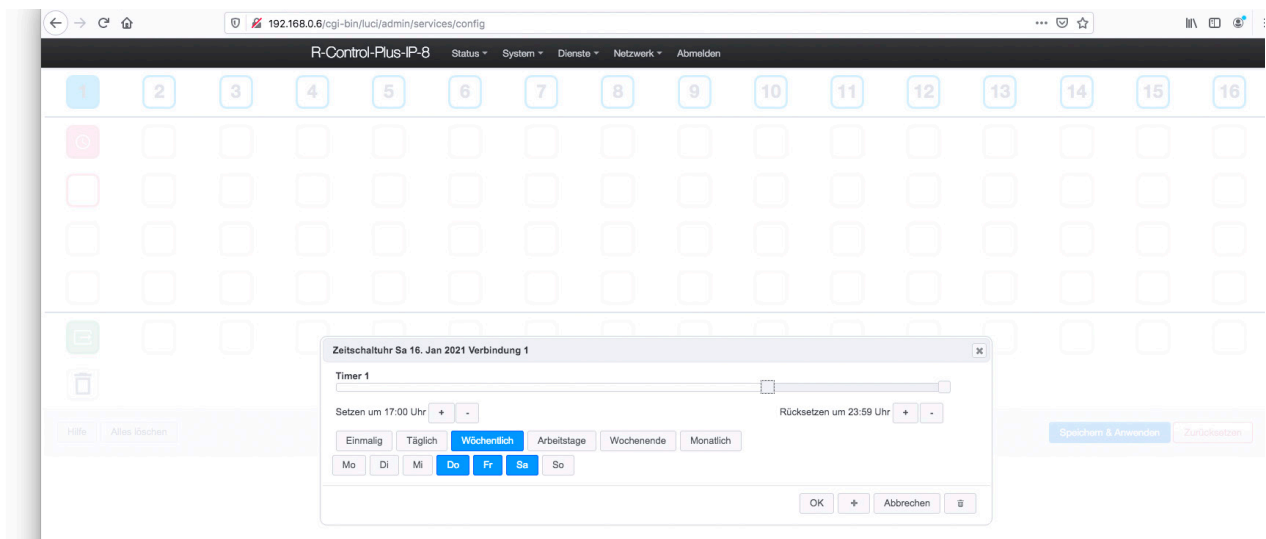 192.168.0.6/cgi-bin/luci/admin/services/config
R-Control-Plus-IP-8 Status System Dienste Netzwerk Abmelden
1 2 3 4 5 6 7 8 9 10 11 12 13 14 15 16
Zeitschaltuhr Sa 16. Jan 2021 Verbindung 1
Timer 1
Setzen um 17:00 Uhr + - Rücksetzen um 23:59 Uhr + -
Hilfe Alles löschen Speichern & Anwenden Zurücksetzen
Einmalig Täglich Wöchentlich Arbeitstage Wochenende Monatlich
Mo Di Mi Do Fr Sa So
OK + Abbrechen